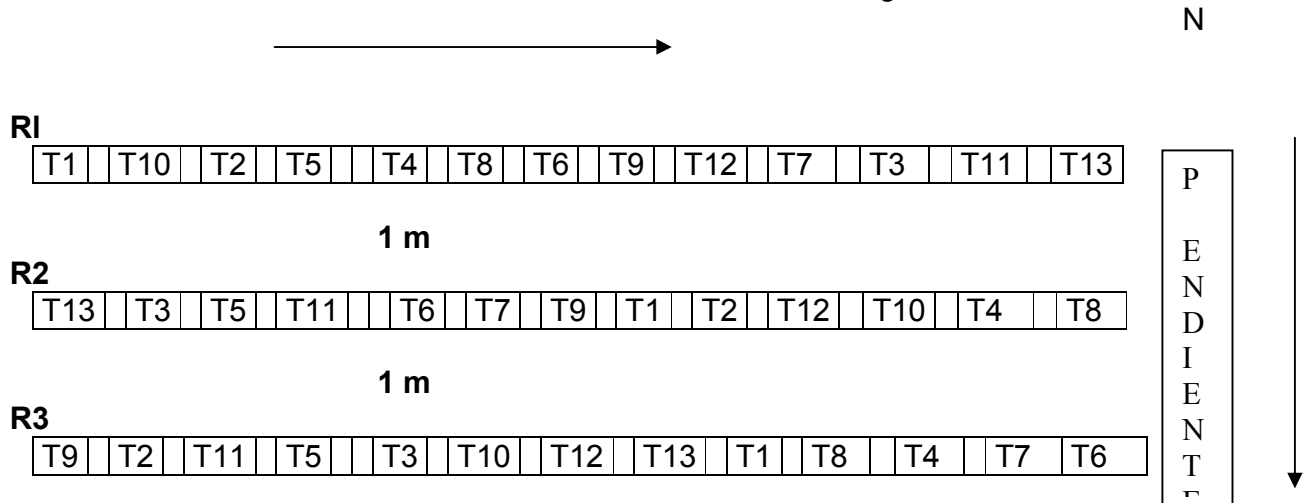 N
RI
T1 T10 T2 T5 T4 T8 T6 T9 T12 T7 T3 T11 T13
1 m
R2
T13 T3 T5 T11 T6 T7 T9 T1 T2 T12 T10 T4 T8
1 m
R3
T9 T2 T11 T5 T3 T10 T12 T13 T1 T8 T4 T7 T6
P
E
N
D
I
E
N
T